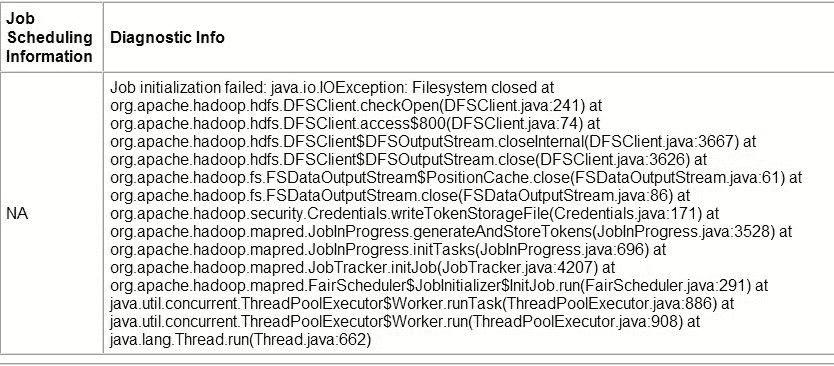 Job
Scheduling
Information
Diagnostic Info
NA
Job initialization failed: java.io.IOException: Filesystem closed at
org.apache.hadoop.hdfs.DFSClient.checkOpen(DFSClient.java:241) at
org.apache.hadoop.hdfs.DFSClient.access$800(DFSClient.java:74) at
org.apache.hadoop.hdfs.DFSClient$DFSOutputStream.closeInternal(DFSClient.java:3667) at
org.apache.hadoop.hdfs.DFSClient$DFSOutputStream.close(DFSClient.java:3626) at
org.apache.hadoop.fs.FSDataOutputStream$PositionCache.close(FSDataOutputStream.java:61) at
org.apache.hadoop.fs.FSDataOutputStream.close(FSDataOutputStream.java:86) at
org.apache.hadoop.security.Credentials.writeTokenStorageFile(Credentials.java:171) at
org.apache.hadoop.mapred.JobInProgress.generateAndStoreTokens(JobInProgress.java:3528) at
org.apache.hadoop.mapred.JobInProgress.initTasks(JobInProgress.java:696) at
org.apache.hadoop.mapred.JobTracker.initJob(JobTracker.java:4207) at
org.apache.hadoop.mapred.FairScheduler$JobInitializer$InitJob.run(FairScheduler.java:291) at
java.util.concurrent.ThreadPoolExecutor$Worker.runTask(ThreadPoolExecutor.java:886) at
java.util.concurrent.ThreadPoolExecutor$Worker.run(ThreadPoolExecutor.java:908) at
java.lang.Thread.run(Thread.java:662)